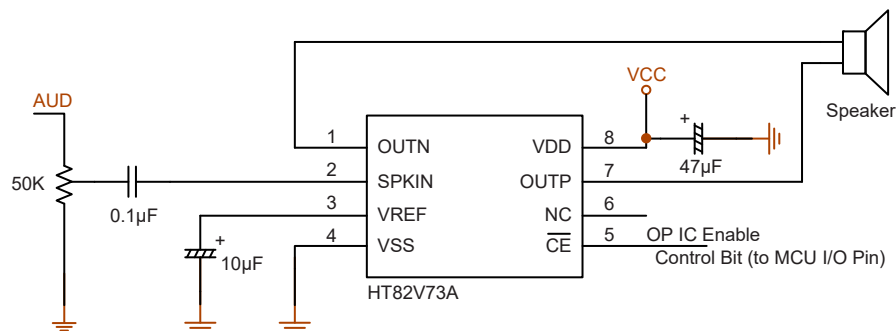 VCC
Speaker
AUD
1 OUTN VDD 8
47µF
+
50K
2 SPKIN OUTP 7
0.1µF
3 VREF NC 6
+
10µF
4 VSS CE 5
OP IC Enable
Control Bit (to MCU I/O Pin)
HT82V73A